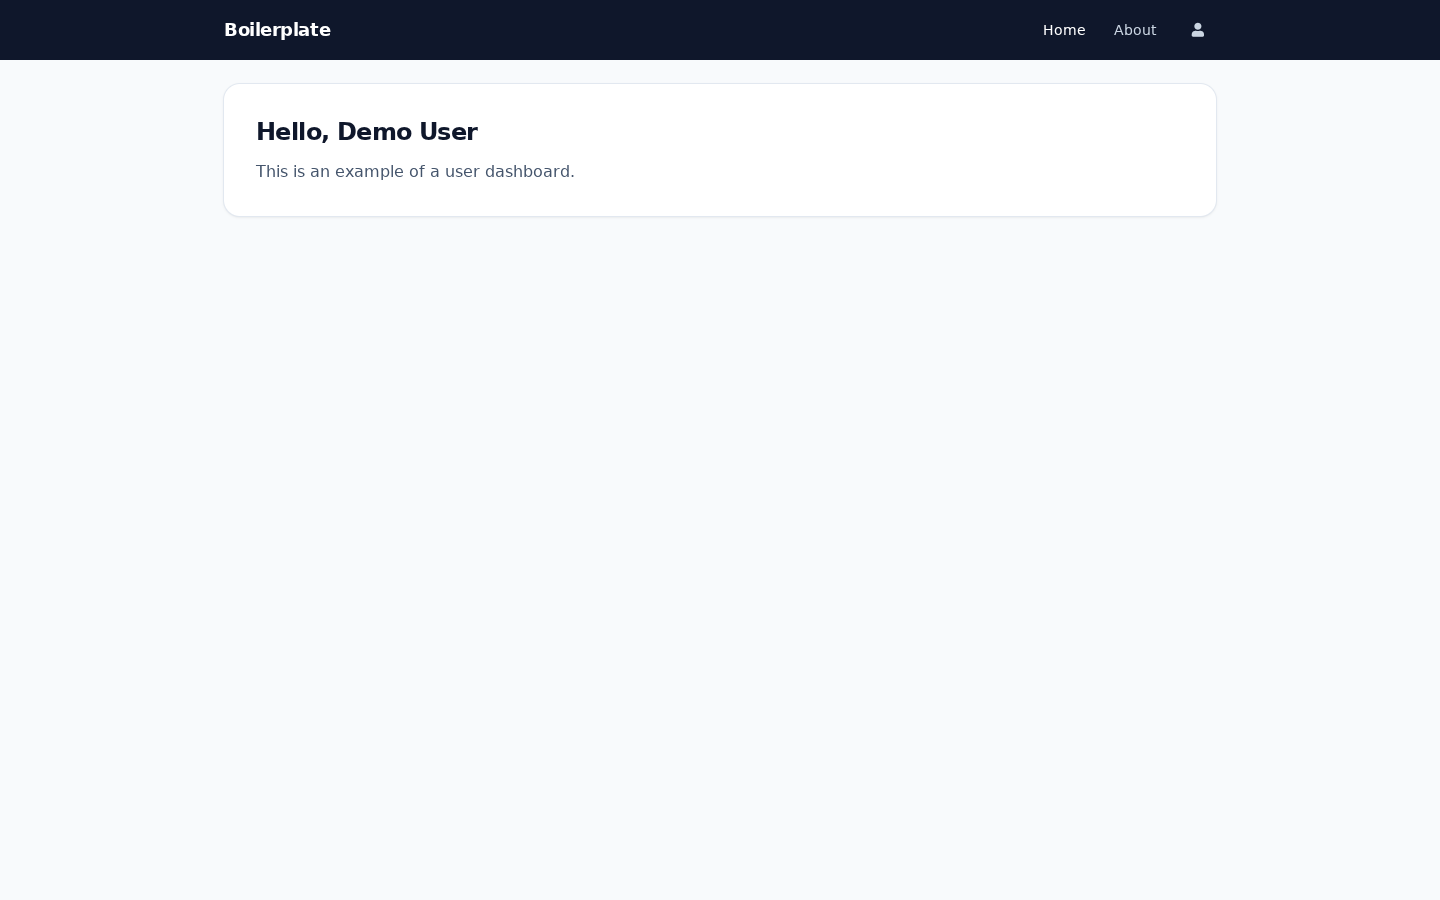 Boilerplate
Home
About
Hello, Demo User
This is an example of a user dashboard.